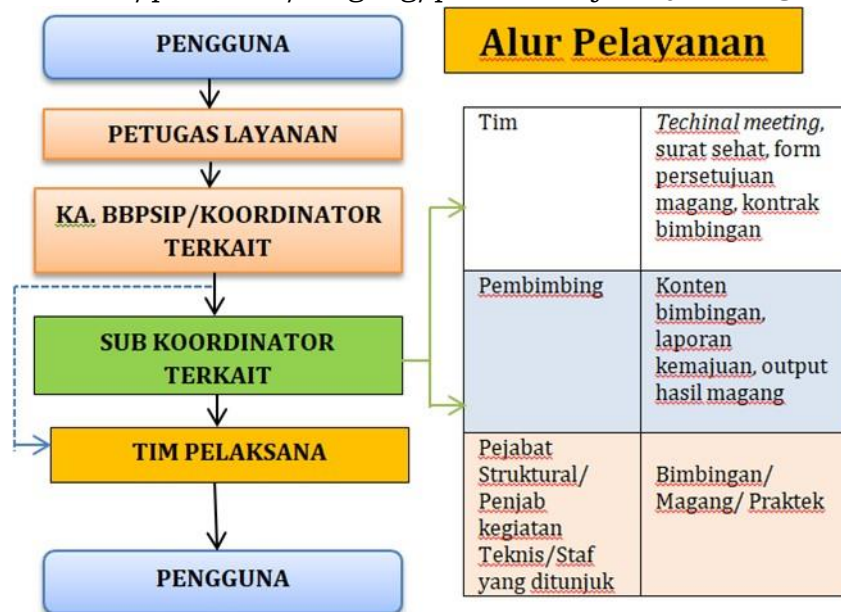 PENGGUNA
Alur Pelayanan
PETUGAS LAYANAN
KA. BBPSIP/KOORDINATOR
TERKAIT
SUB KOORDINATOR
TERKAIT
TIM PELAKSANA
PENGGUNA
Tim
Techinal meeting,
surat sehat, form
persetujuan
magang, kontrak
bimbingan
Pembimbing
Konten
bimbingan,
laporan
kemajuan, output
hasil magang
Pejabat
Struktural/
Penjab
kegiatan
Teknis/Staf
yang ditunjuk
Bimbingan/
Magang/ Praktek